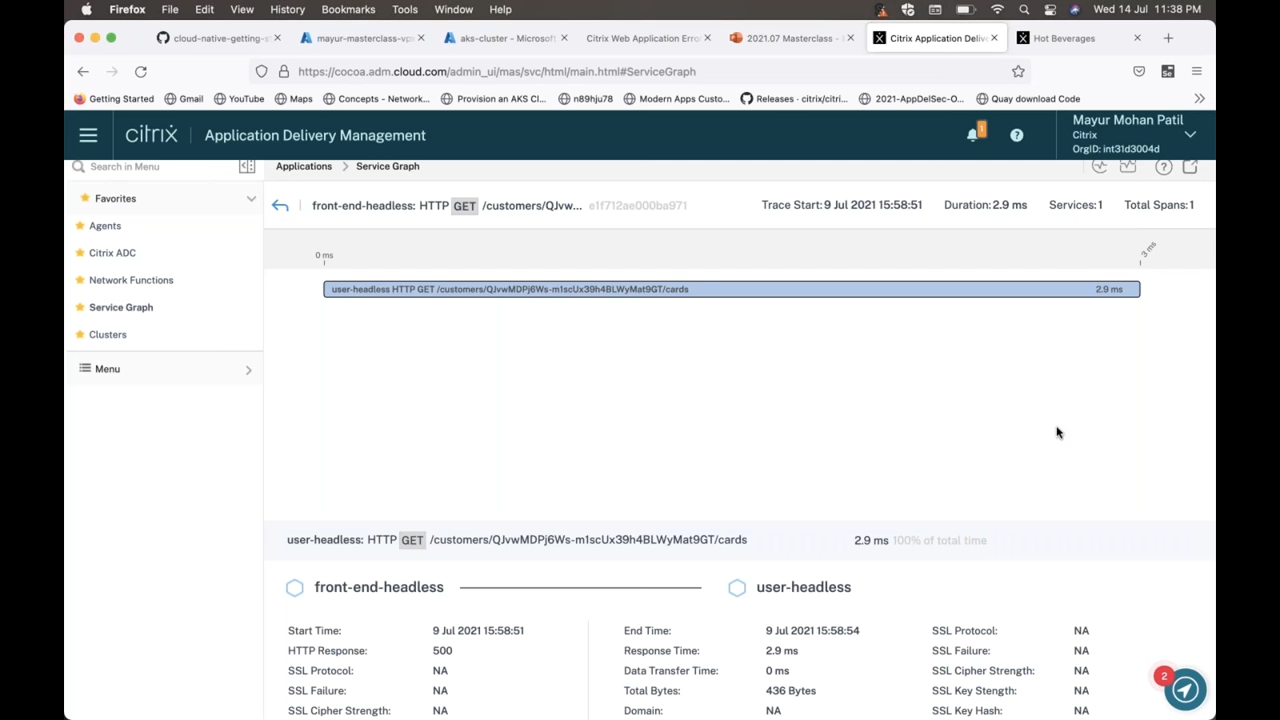 Firefox File Edit View History Bookmarks Tools Window Help Wed 14 Jul 11:38 PM
cloud-native-getting-s mayur-masterclass-vp aks-cluster - Microsoft Citrix Web Application Erro 2021.07 Masterclass - Citrix Application Deliv Hot Beverages
https://cocoa.adm.cloud.com/admin_ui/mas/svc/html/main.html#ServiceGraph
Getting Started Gmail YouTube Maps Concepts - Network... Provision an AKS Cl... n89hju78 Modern Apps Custo... Releases · citrix/citri... 2021-AppDelSec-O... Quay download Code
citrix Application Delivery Management 1 Mayur Mohan Patil
Citrix
OrgID: int31d3004d
Search in Menu Applications > Service Graph
Favorites
Agents
Citrix ADC
Network Functions
Service Graph
Clusters
Menu
front-end-headless: HTTP GET /customers/QJvw... e1f712ae000ba971 Trace Start: 9 Jul 2021 15:58:51 Duration: 2.9 ms Services: 1 Total Spans: 1
0 ms 3 ms
user-headless HTTP GET /customers/QJvwMDPj6Ws-m1scUx39h4BLWyMat9GT/cards 2.9 ms
user-headless: HTTP GET /customers/QJvwMDPj6Ws-m1scUx39h4BLWyMat9GT/cards 2.9 ms 100% of total time
front-end-headless user-headless
Start Time: 9 Jul 2021 15:58:51 End Time: 9 Jul 2021 15:58:54 SSL Protocol: NA
HTTP Response: 500 Response Time: 2.9 ms SSL Failure: NA
SSL Protocol: NA Data Transfer Time: 0 ms SSL Cipher Strength: NA
SSL Failure: NA Total Bytes: 436 Bytes SSL Key Stength: NA
SSL Cipher Strength: NA Domain: NA SSL Key Hash: NA
2